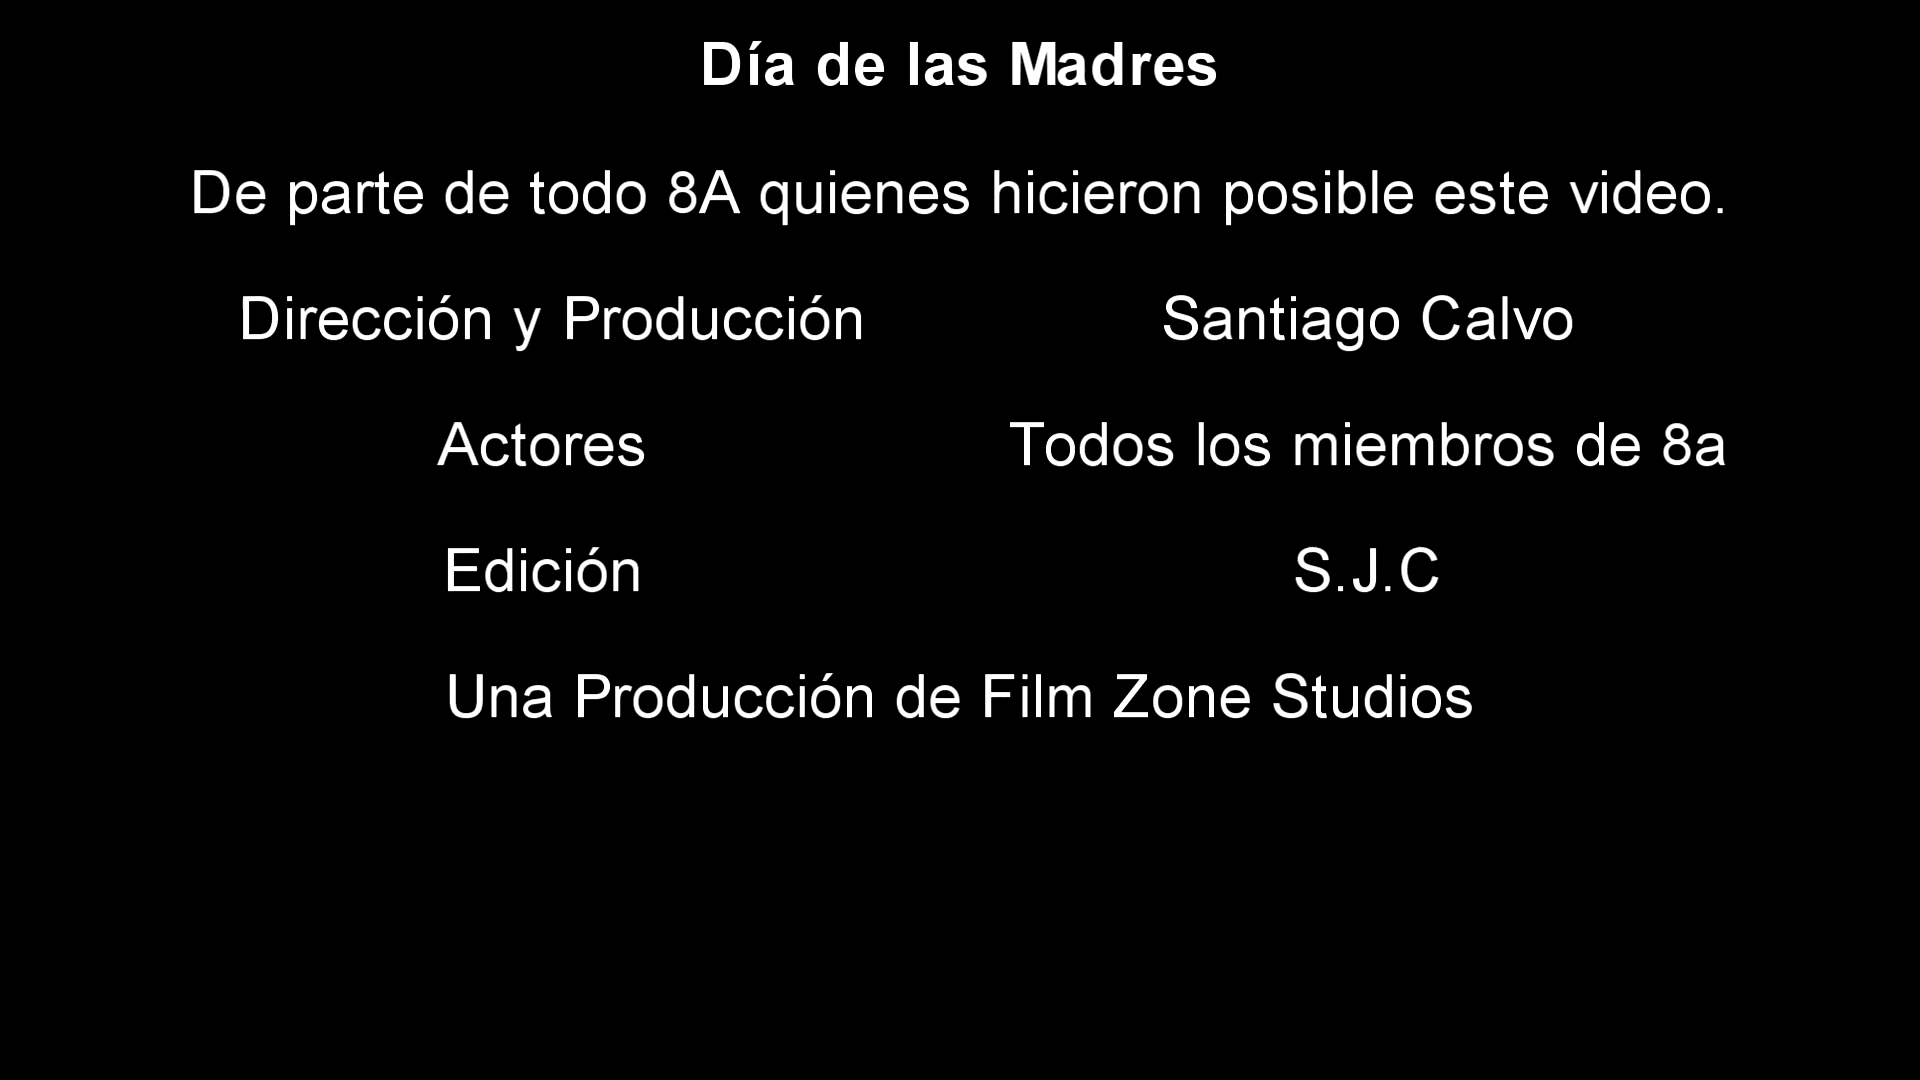 Día de las Madres
De parte de todo 8A quienes hicieron posible este video.
Dirección y Producción Santiago Calvo
Actores Todos los miembros de 8a
Edición S.J.C
Una Producción de Film Zone Studios